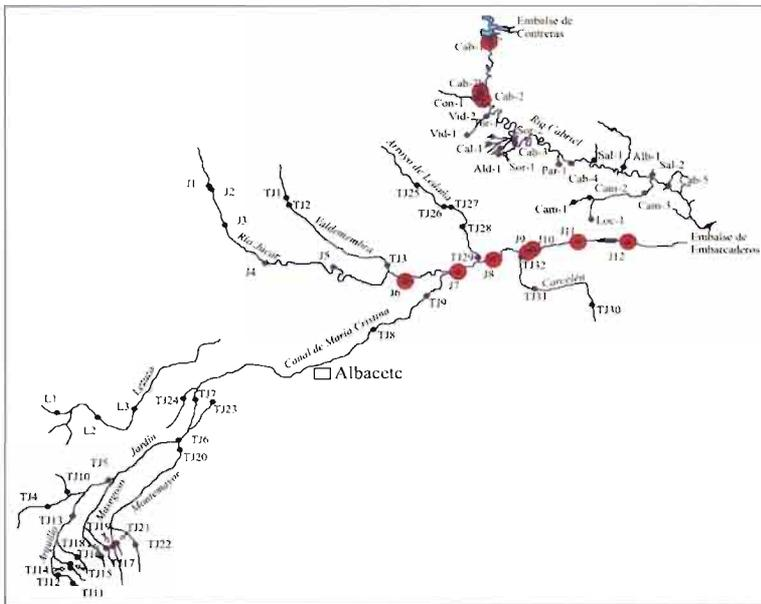 Embalse de
Contreras
Cab-1
Cab-2
Con-1
Vid-2
Vid-1
Río Cabriel
Cal-1
Cab-3
Ald-1
Sor-1
Par-1
Cab-4
Sal-1
Alb-1
Sal-2
Cab-5
Cam-2
Cam-3
Cam-1
Loc-1
Arroyo de Ledaña
TJ25
TJ26
TJ27
TJ28
TJ29
J1
J2
J3
Río Júcar
J4
J5
TJ1
TJ2
Valdemembra
TJ3
J6
J7
J8
J9
J10
J11
J12
TJ32
Embalse de
Embarcaderos
TJ31
Carcelén
TJ30
TJ9
TJ8
Canal de María Cristina
Albacete
Lezuza
L1
L2
L3
TJ24
TJ7
TJ23
TJ6
TJ20
Jardín
TJ5
TJ10
TJ4
TJ13
Masegoso
Montemayor
Arquillo
TJ19
TJ21
TJ22
TJ18
TJ16
TJ17
TJ14
TJ15
TJ12
TJ11